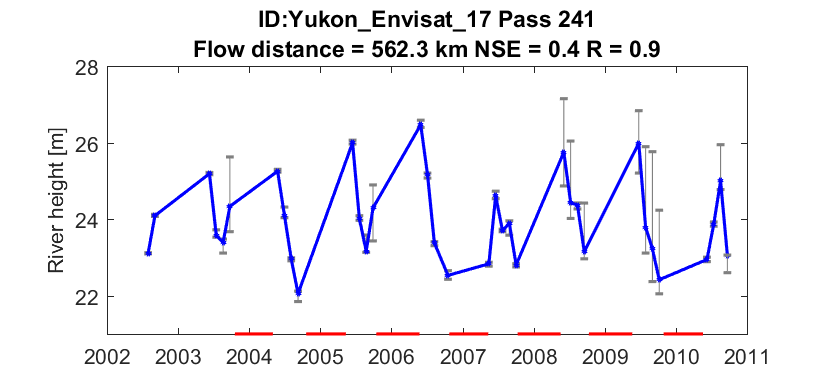 ID:Yukon_Envisat_17 Pass 241
Flow distance = 562.3 km NSE = 0.4 R = 0.9
River height [m]
28
26
24
22
2002 2003 2004 2005 2006 2007 2008 2009 2010 2011